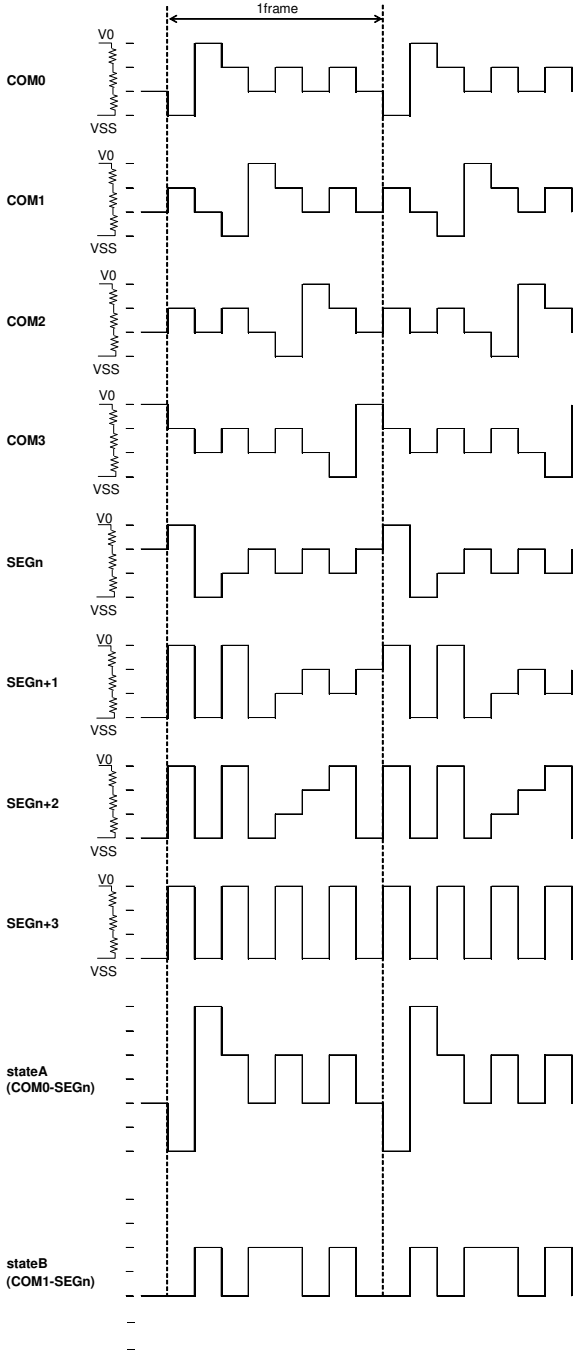 1frame
V0
COM0
VSS
V0
COM1
VSS
V0
COM2
VSS
V0
COM3
VSS
V0
SEGn
VSS
V0
SEGn+1
VSS
V0
SEGn+2
VSS
V0
SEGn+3
VSS
stateA
(COM0-SEGn)
stateB
(COM1-SEGn)